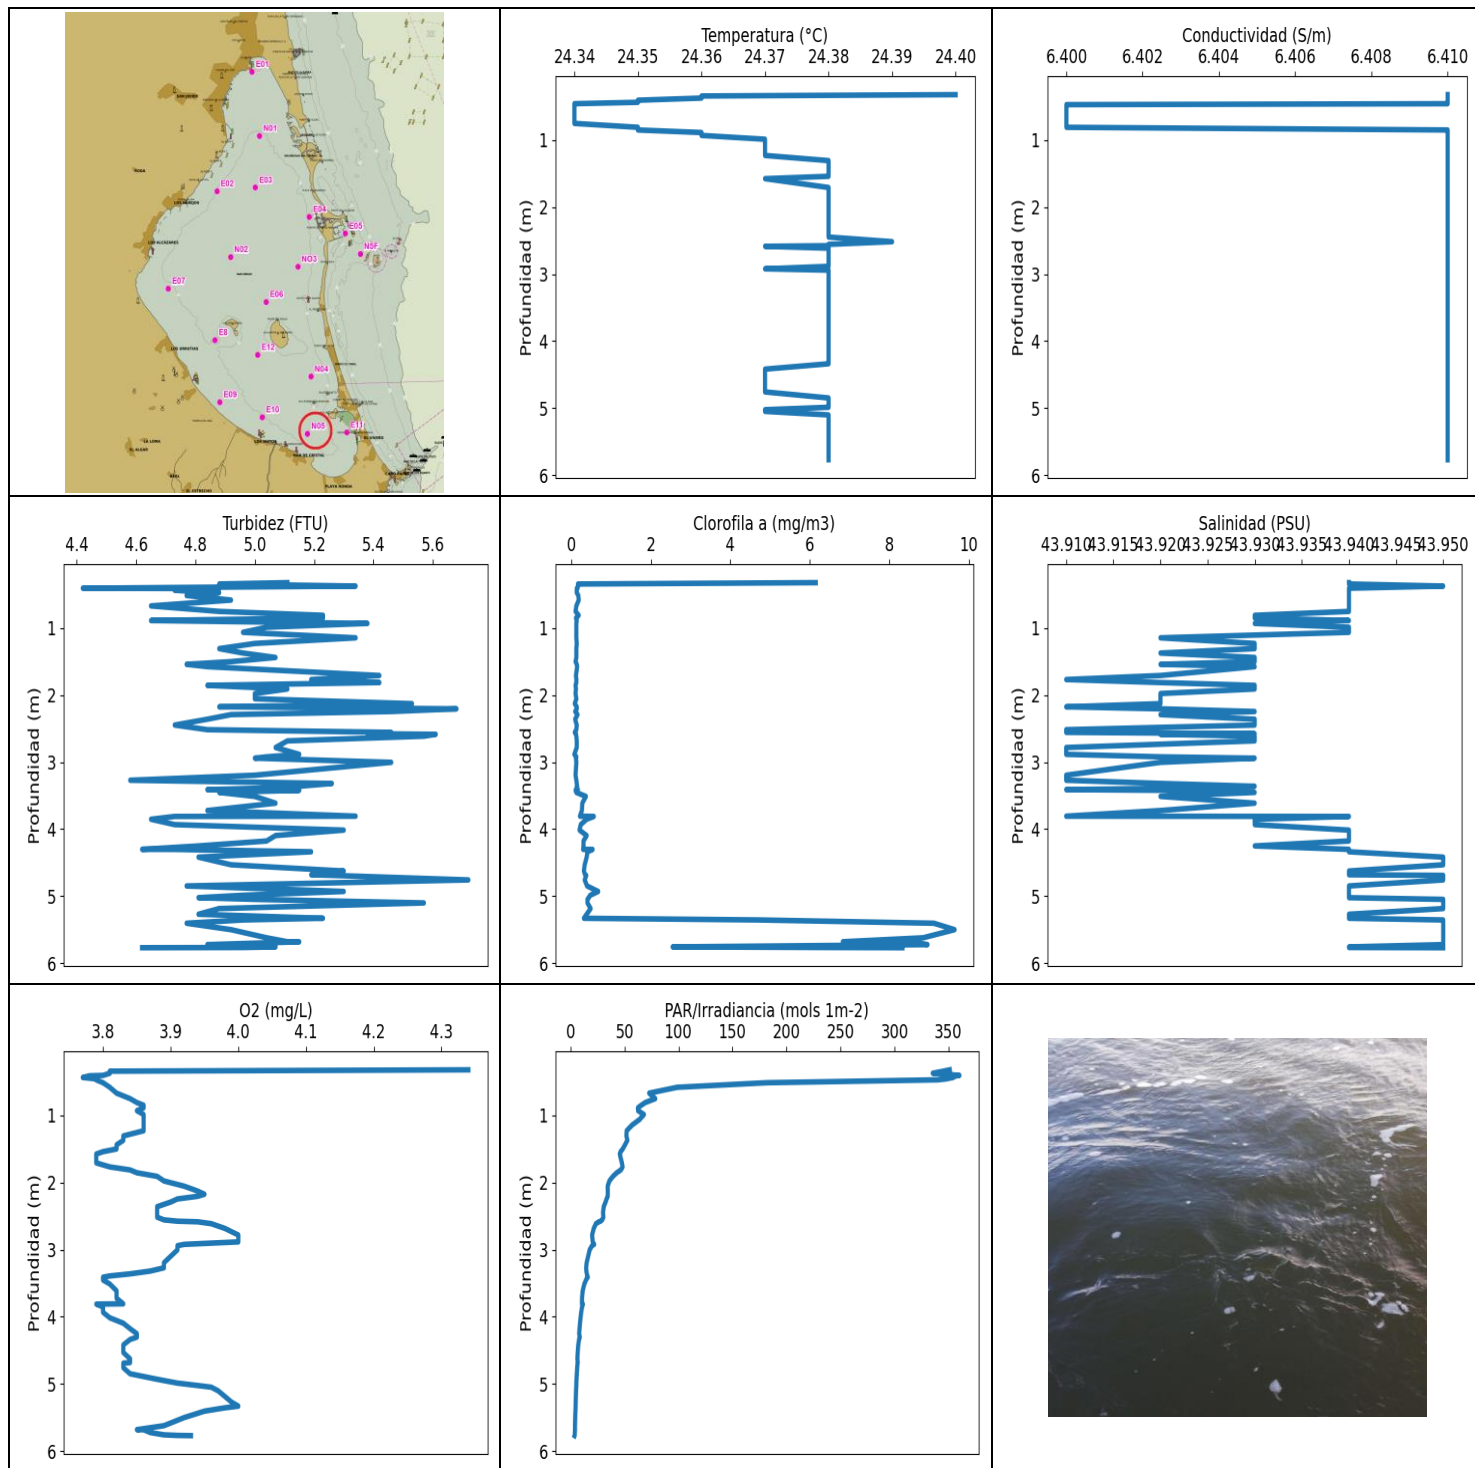 E01
N01
E02
E03
E04
E05
N5F
N02
NO3
E07
E06
E8
E12
N04
E09
E10
N05
E11
Temperatura (°C)
24.34 24.35 24.36 24.37 24.38 24.39 24.40
Profundidad (m)
1
2
3
4
5
6
Conductividad (S/m)
6.400 6.402 6.404 6.406 6.408 6.410
Profundidad (m)
1
2
3
4
5
6
Turbidez (FTU)
4.4 4.6 4.8 5.0 5.2 5.4 5.6
Profundidad (m)
1
2
3
4
5
6
Clorofila a (mg/m3)
0 2 4 6 8 10
Profundidad (m)
1
2
3
4
5
6
Salinidad (PSU)
43.910 43.915 43.920 43.925 43.930 43.935 43.940 43.945 43.950
Profundidad (m)
1
2
3
4
5
6
O2 (mg/L)
3.8 3.9 4.0 4.1 4.2 4.3
Profundidad (m)
1
2
3
4
5
6
PAR/Irradiancia (mols 1m-2)
0 50 100 150 200 250 300 350
Profundidad (m)
1
2
3
4
5
6